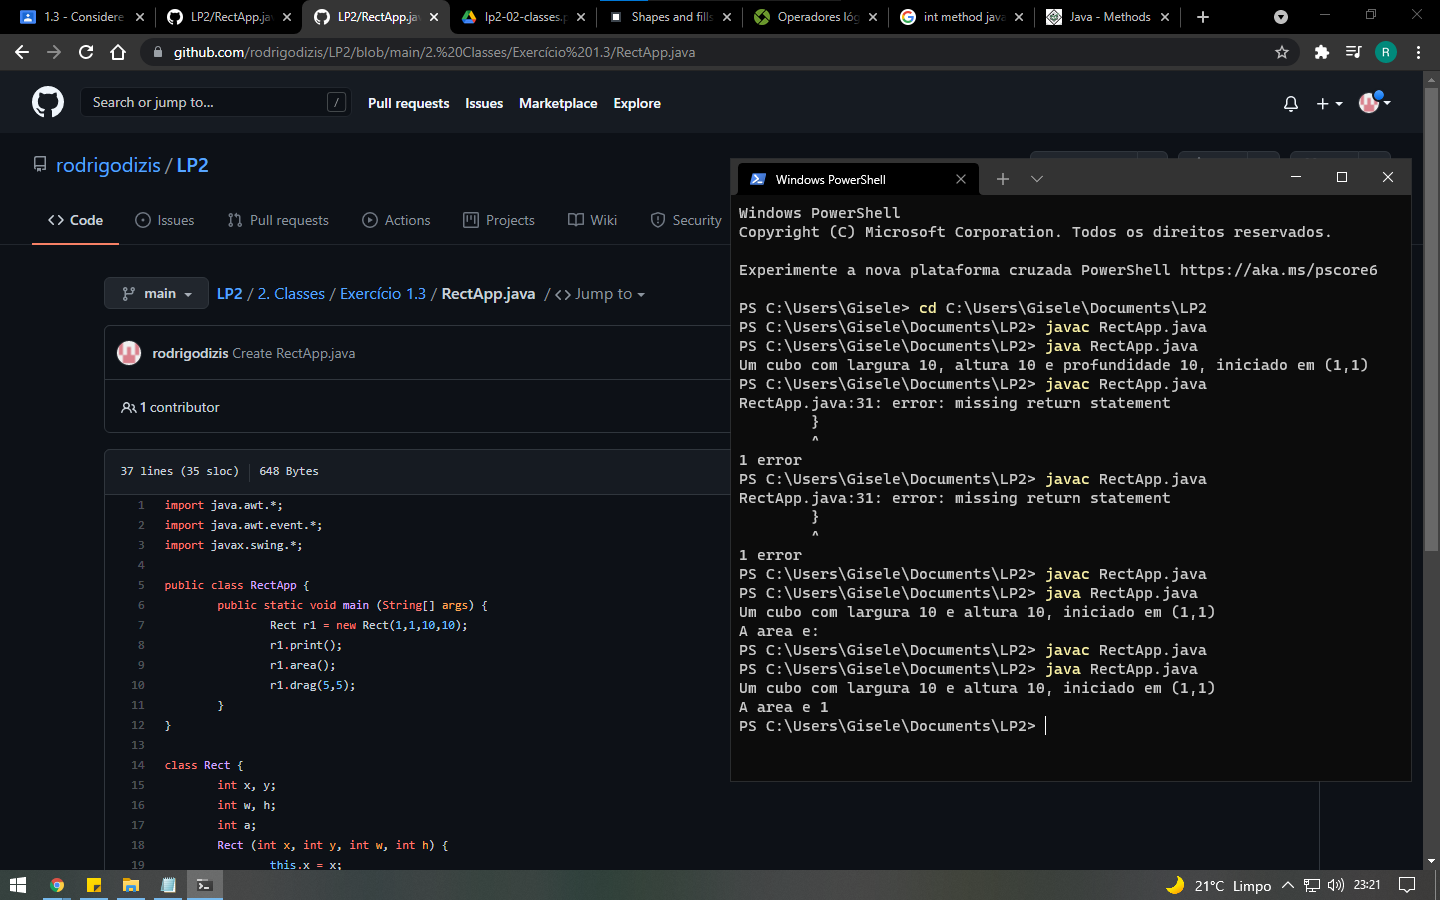 1.3 - Considere
LP2/RectApp.jav
LP2/RectApp.jav
lp2-02-classes.p
Shapes and fills
Operadores lóg
int method java
Java - Methods
github.com/rodrigodizis/LP2/blob/main/2.%20Classes/Exercício%201.3/RectApp.java
R
Search or jump to...
/
Pull requests
Issues
Marketplace
Explore
rodrigodizis / LP2
Code
Issues
Pull requests
Actions
Projects
Wiki
Security
main
LP2 / 2. Classes / Exercício 1.3 / RectApp.java / <> Jump to
rodrigodizis Create RectApp.java
1 contributor
37 lines (35 sloc) 648 Bytes
1 import java.awt.*;
2 import java.awt.event.*;
3 import javax.swing.*;
4
5 public class RectApp {
6 public static void main (String[] args) {
7 Rect r1 = new Rect(1,1,10,10);
8 r1.print();
9 r1.area();
10 r1.drag(5,5);
11 }
12 }
13
14 class Rect {
15 int x, y;
16 int w, h;
17 int a;
18 Rect (int x, int y, int w, int h) {
19 this.x = x;
Windows PowerShell
Windows PowerShell
Copyright (C) Microsoft Corporation. Todos os direitos reservados.
Experimente a nova plataforma cruzada PowerShell https://aka.ms/pscore6
PS C:\Users\Gisele> cd C:\Users\Gisele\Documents\LP2
PS C:\Users\Gisele\Documents\LP2> javac RectApp.java
PS C:\Users\Gisele\Documents\LP2> java RectApp.java
Um cubo com largura 10, altura 10 e profundidade 10, iniciado em (1,1)
PS C:\Users\Gisele\Documents\LP2> javac RectApp.java
RectApp.java:31: error: missing return statement
}
^
1 error
PS C:\Users\Gisele\Documents\LP2> javac RectApp.java
RectApp.java:31: error: missing return statement
}
^
1 error
PS C:\Users\Gisele\Documents\LP2> javac RectApp.java
PS C:\Users\Gisele\Documents\LP2> java RectApp.java
Um cubo com largura 10 e altura 10, iniciado em (1,1)
A area e:
PS C:\Users\Gisele\Documents\LP2> javac RectApp.java
PS C:\Users\Gisele\Documents\LP2> java RectApp.java
Um cubo com largura 10 e altura 10, iniciado em (1,1)
A area e 1
PS C:\Users\Gisele\Documents\LP2>
21°C Limpo
23:21